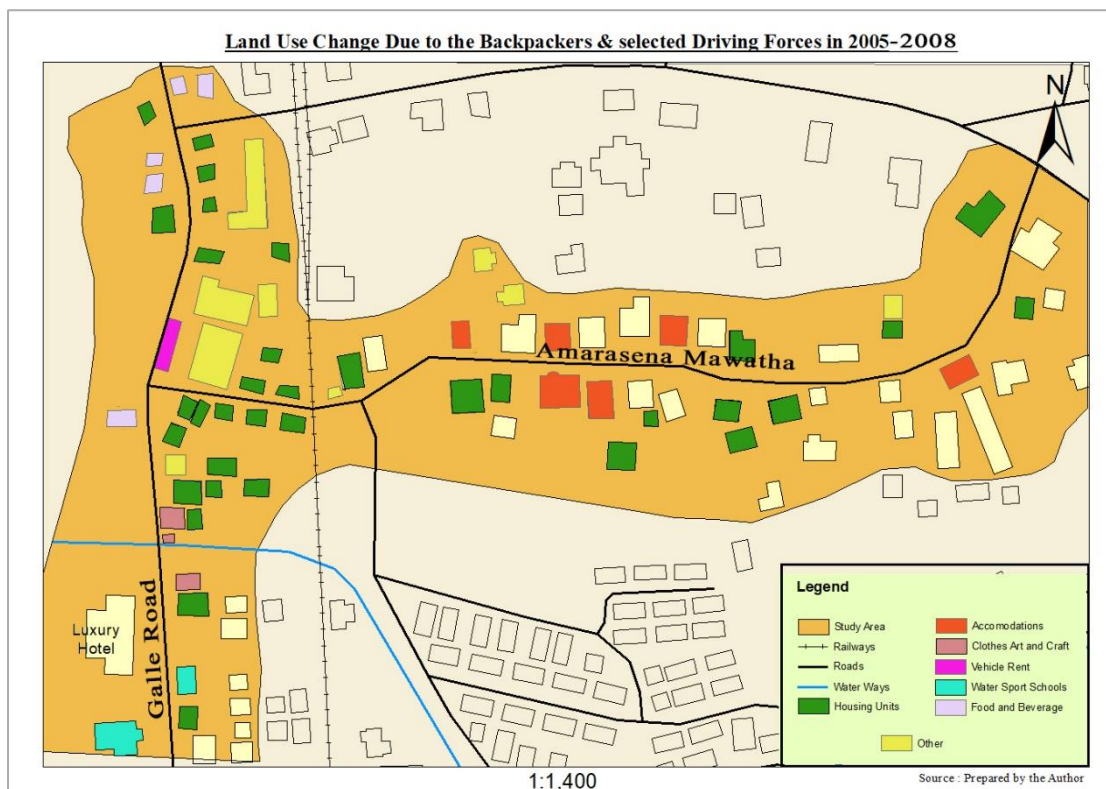 Land Use Change Due to the Backpackers & selected Driving Forces in 2005-2008
N
Amarasena Mawatha
Galle Road
Luxury
Hotel
Legend
Study Area
Railways
Roads
Water Ways
Housing Units
Accomodations
Clothes Art and Craft
Vehicle Rent
Water Sport Schools
Food and Beverage
Other
1:1,400
Source : Prepared by the Author